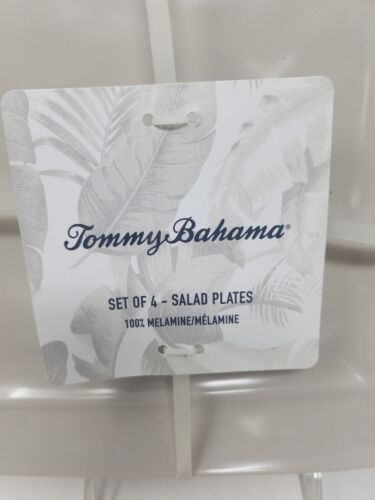 Tommy Bahama®
SET OF 4 - SALAD PLATES
100% MELAMINE/MÉLAMINE